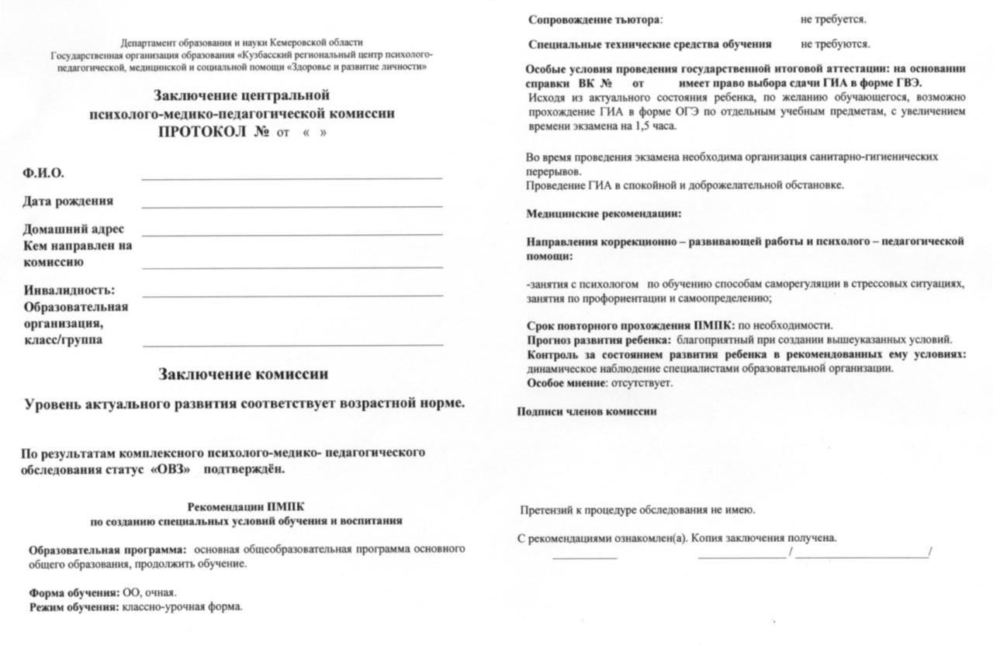 Департамент образования и науки Кемеровской области
Государственная организация образования «Кузбасский региональный центр психолого-
педагогической, медицинской и социальной помощи «Здоровье и развитие личности»
Заключение центральной
психолого-медико-педагогической комиссии
ПРОТОКОЛ № от « »
Ф.И.О.
Дата рождения
Домашний адрес
Кем направлен на
комиссию
Инвалидность:
Образовательная
организация,
класс/группа
Заключение комиссии
Уровень актуального развития соответствует возрастной норме.
По результатам комплексного психолого-медико- педагогического
обследования статус «ОВЗ» подтверждён.
Рекомендации ПМПК
по созданию специальных условий обучения и воспитания
Образовательная программа: основная общеобразовательная программа основного
общего образования, продолжить обучение.
Форма обучения: ОО, очная.
Режим обучения: классно-урочная форма.
Сопровождение тьютора: не требуется.
Специальные технические средства обучения не требуются.
Особые условия проведения государственной итоговой аттестации: на основании
справки ВК № от имеет право выбора сдачи ГИА в форме ГВЭ.
Исходя из актуального состояния ребенка, по желанию обучающегося, возможно
прохождение ГИА в форме ОГЭ по отдельным учебным предметам, с увеличением
времени экзамена на 1,5 часа.
Во время проведения экзамена необходима организация санитарно-гигиенических
перерывов.
Проведение ГИА в спокойной и доброжелательной обстановке.
Медицинские рекомендации:
Направления коррекционно – развивающей работы и психолого – педагогической
помощи:
-занятия с психологом по обучению способам саморегуляции в стрессовых ситуациях,
занятия по профориентации и самоопределению;
Срок повторного прохождения ПМПК: по необходимости.
Прогноз развития ребенка: благоприятный при создании вышеуказанных условий.
Контроль за состоянием развития ребенка в рекомендованных ему условиях:
динамическое наблюдение специалистами образовательной организации.
Особое мнение: отсутствует.
Подписи членов комиссии
Претензий к процедуре обследования не имею.
С рекомендациями ознакомлен(а). Копия заключения получена.
____________ ________________/________________________/